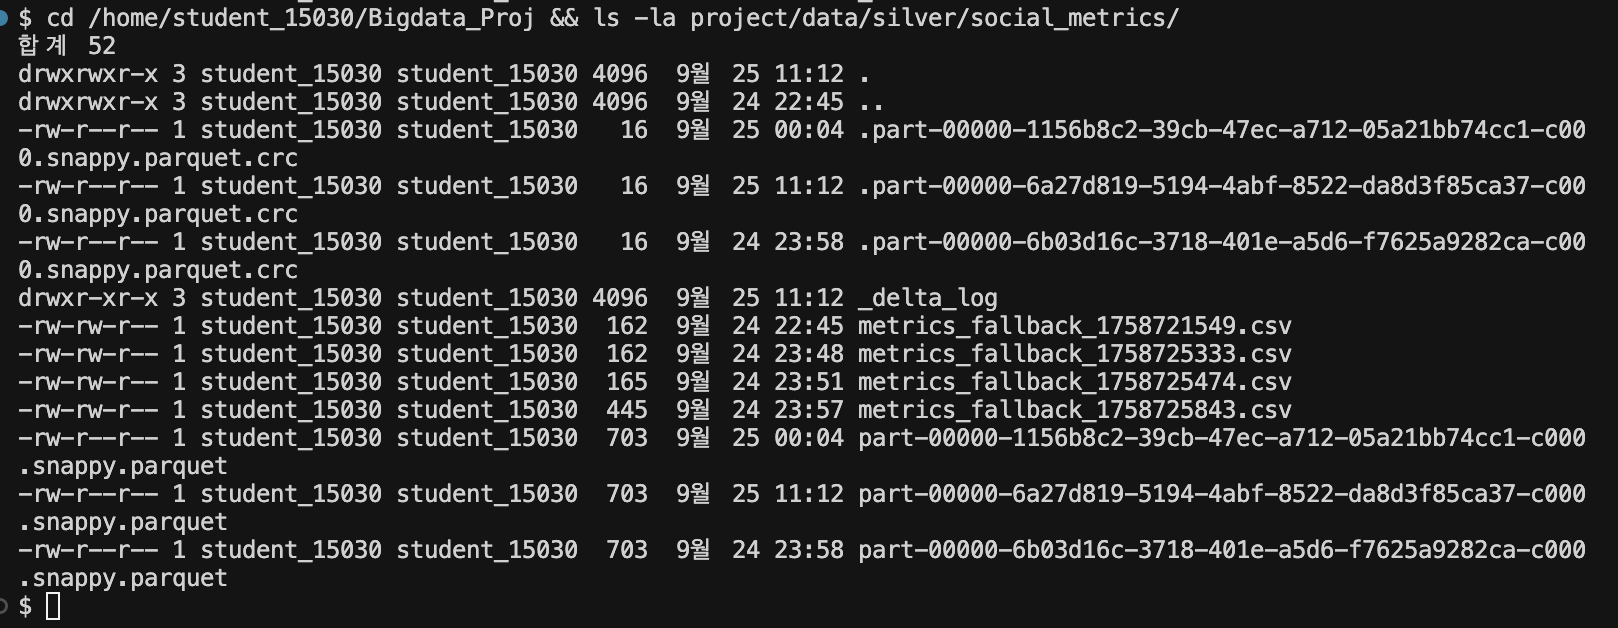 $ cd /home/student_15030/Bigdata_Proj && ls -la project/data/silver/social_metrics/
합계 52
drwxrwxr-x 3 student_15030 student_15030 4096  9월  25 11:12 .
drwxrwxr-x 3 student_15030 student_15030 4096  9월  24 22:45 ..
-rw-r--r-- 1 student_15030 student_15030   16  9월  25 00:04 .part-00000-1156b8c2-39cb-47ec-a712-05a21bb74cc1-c00
0.snappy.parquet.crc
-rw-r--r-- 1 student_15030 student_15030   16  9월  25 11:12 .part-00000-6a27d819-5194-4abf-8522-da8d3f85ca37-c00
0.snappy.parquet.crc
-rw-r--r-- 1 student_15030 student_15030   16  9월  24 23:58 .part-00000-6b03d16c-3718-401e-a5d6-f7625a9282ca-c00
0.snappy.parquet.crc
drwxr-xr-x 3 student_15030 student_15030 4096  9월  25 11:12 _delta_log
-rw-rw-r-- 1 student_15030 student_15030  162  9월  24 22:45 metrics_fallback_1758721549.csv
-rw-rw-r-- 1 student_15030 student_15030  162  9월  24 23:48 metrics_fallback_1758725333.csv
-rw-rw-r-- 1 student_15030 student_15030  165  9월  24 23:51 metrics_fallback_1758725474.csv
-rw-rw-r-- 1 student_15030 student_15030  445  9월  24 23:57 metrics_fallback_1758725843.csv
-rw-r--r-- 1 student_15030 student_15030  703  9월  25 00:04 part-00000-1156b8c2-39cb-47ec-a712-05a21bb74cc1-c000
.snappy.parquet
-rw-r--r-- 1 student_15030 student_15030  703  9월  25 11:12 part-00000-6a27d819-5194-4abf-8522-da8d3f85ca37-c000
.snappy.parquet
-rw-r--r-- 1 student_15030 student_15030  703  9월  24 23:58 part-00000-6b03d16c-3718-401e-a5d6-f7625a9282ca-c000
.snappy.parquet
$